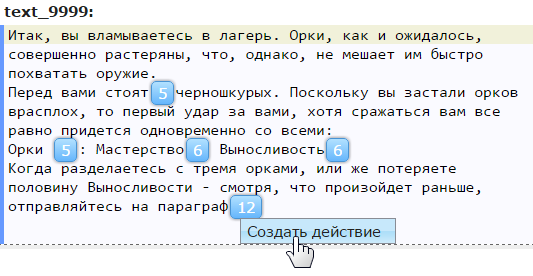 text_9999:
Итак, вы вламываетесь в лагерь. Орки, как и ожидалось,
совершенно растеряны, что, однако, не мешает им быстро
похватать оружие.
Перед вами стоят 5 черношкурых. Поскольку вы застали орков
врасплох, то первый удар за вами, хотя сражаться вам все
равно придется одновременно со всеми:
Орки 5 : Мастерство 6 Выносливость 6
Когда разделаетесь с тремя орками, или же потеряете
половину Выносливости - смотря, что произойдет раньше,
отправляйтесь на параграф 12
Создать действие